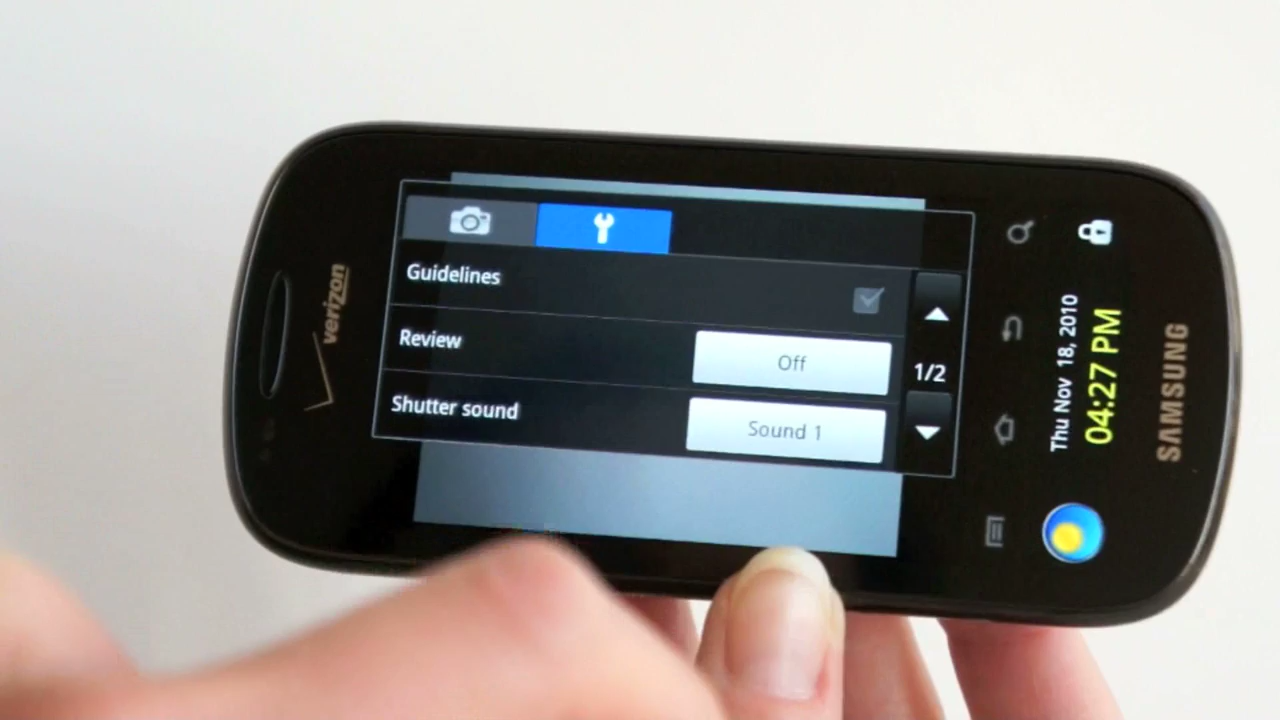 verizon
Guidelines
Review
Off
Shutter sound
Sound 1
1/2
Thu Nov 18, 2010
04:27 PM
SAMSUNG